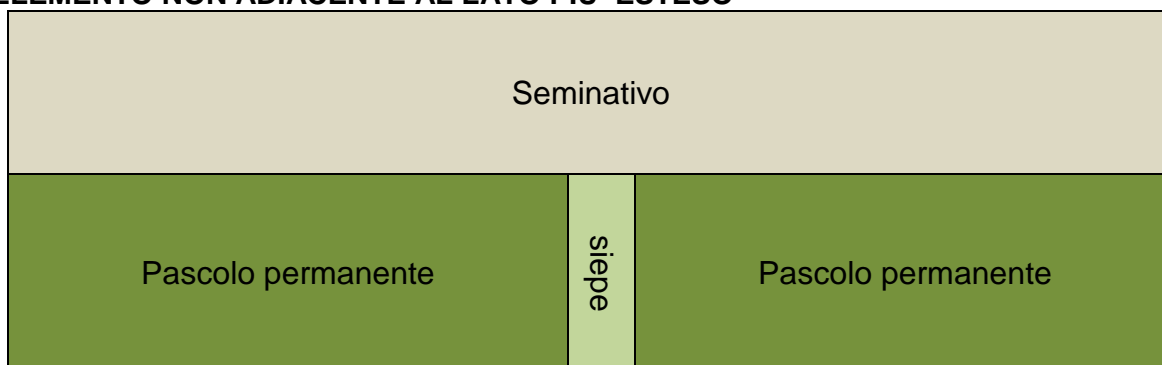 ELEMENTO NON ADIACENTE AL LATO PIU' ESTESO
Seminativo
Pascolo permanente
siepe
Pascolo permanente